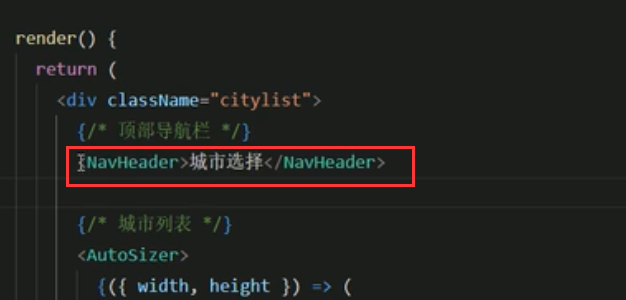 render() {
return (
<div className="citylist">
{/* 顶部导航栏 */}
<NavHeader>城市选择</NavHeader>
{/* 城市列表 */}
<AutoSizer>
{({ width, height }) => (